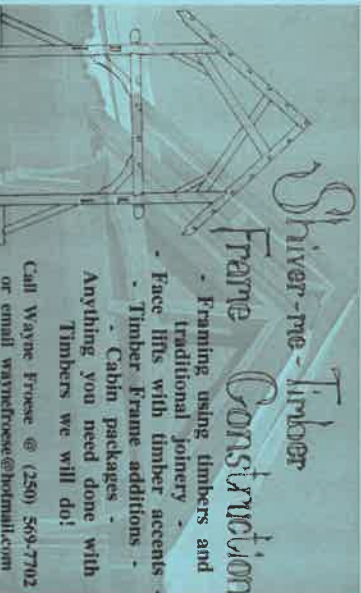 Shiver-me-Timber
Frame Construction
- Framing using timbers and
traditional joinery -
- Face lifts with timber accents -
- Timber Frame additions -
- Cabin packages -
Anything you need done with
Timbers we will do!
Call Wayne Froese @ (250) 569-7702
or email waynefroese@hotmail.com